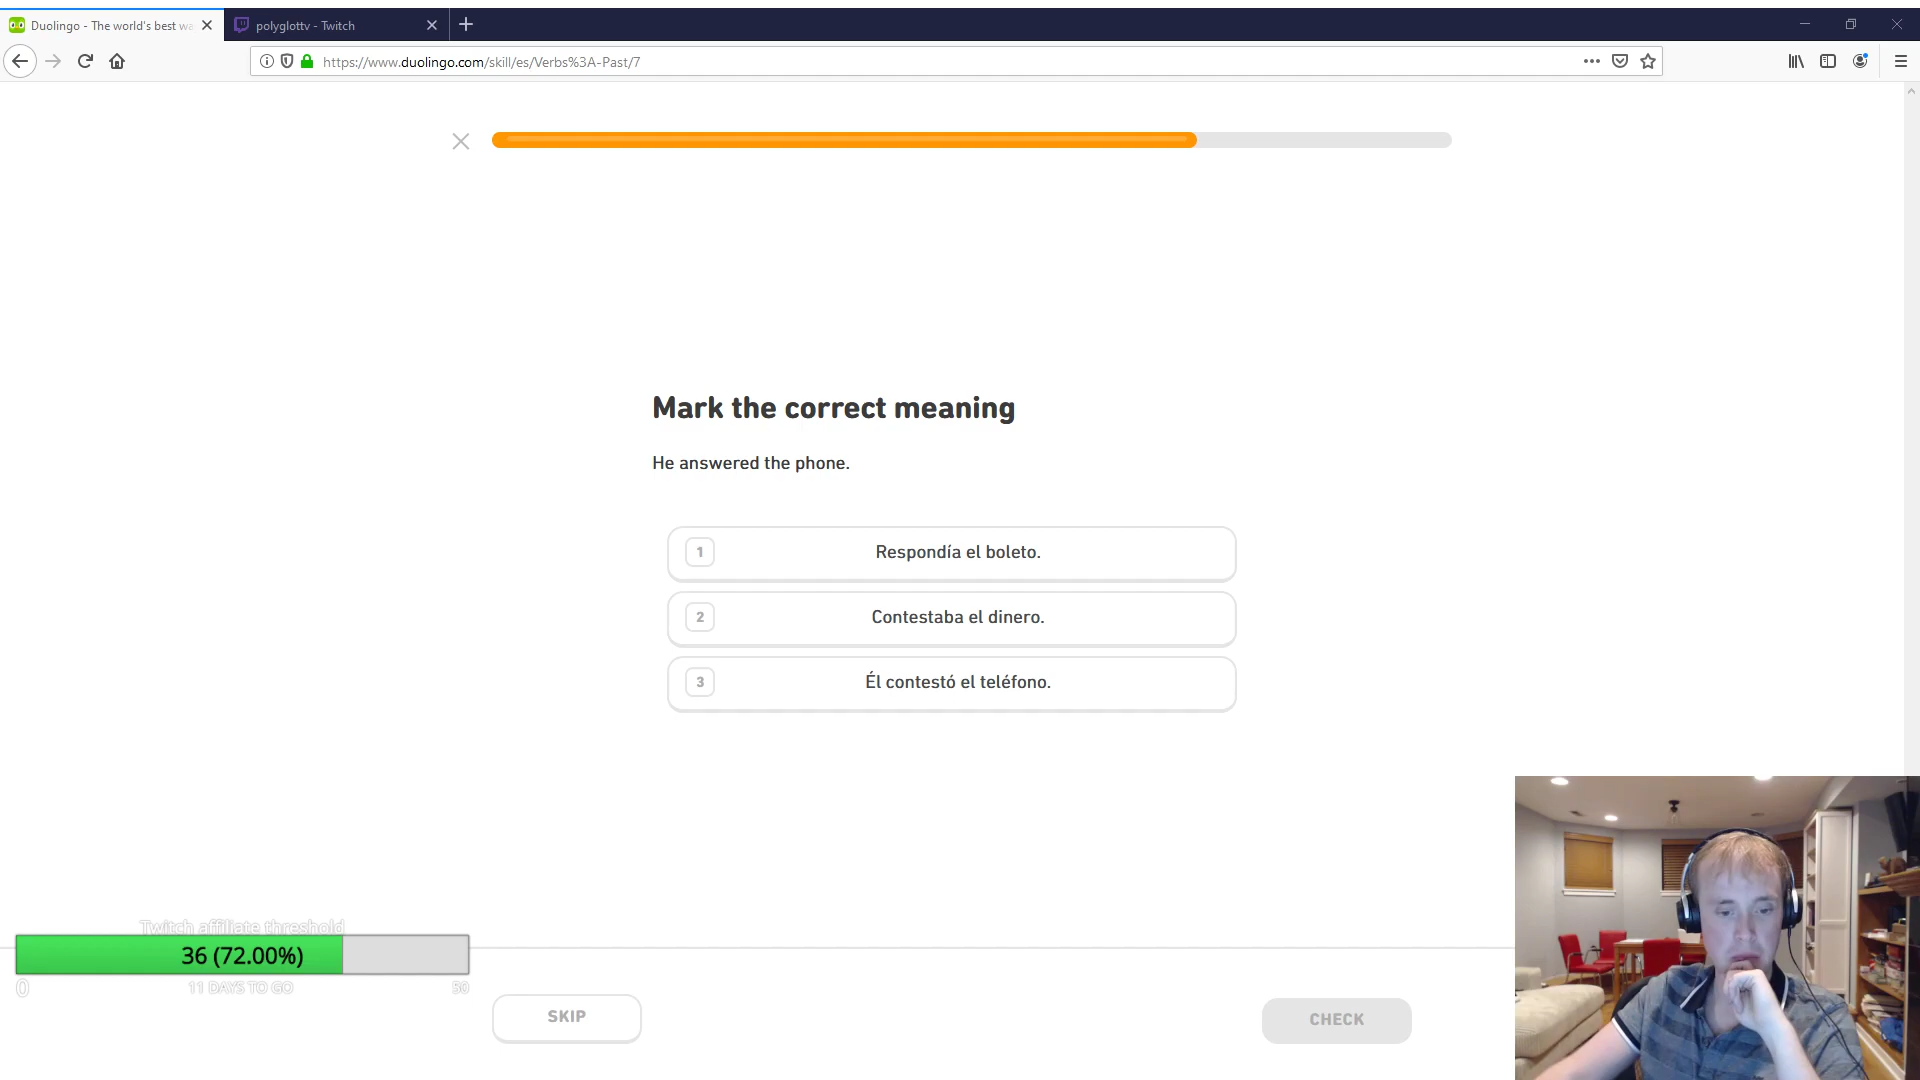 Duolingo - The world's best wa
polyglottv - Twitch
https://www.duolingo.com/skill/es/Verbs%3A-Past/7
Mark the correct meaning
He answered the phone.
1 Respondía el boleto.
2 Contestaba el dinero.
3 Él contestó el teléfono.
Twitch affiliate threshold
36 (72.00%)
0 11 DAYS TO GO 50
SKIP
CHECK